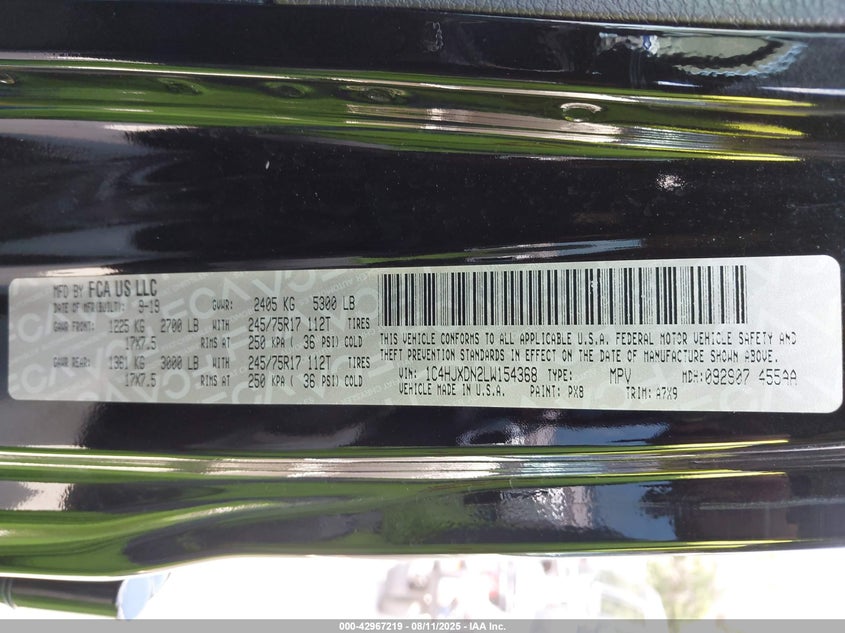 MFD BY FCA US LLC
DATE OF MFR(BUILT): 9-19 GVWR: 2405 KG 5300 LB
GAWR FRONT: 1225 KG 2700 LB WITH 245/75R17 112T TIRES
17X7.5 RIMS AT 250 KPA ( 36 PSI) COLD
GAWR REAR: 1361 KG 3000 LB WITH 245/75R17 112T TIRES
17X7.5 RIMS AT 250 KPA ( 36 PSI) COLD
THIS VEHICLE CONFORMS TO ALL APPLICABLE U.S.A. FEDERAL MOTOR VEHICLE SAFETY AND
THEFT PREVENTION STANDARDS IN EFFECT ON THE DATE OF MANUFACTURE SHOWN ABOVE.
VIN: 1C4HJXDN2LW154368 TYPE: MPV MDH:092907 455AA
VEHICLE MADE IN U.S.A. PAINT: PX8 TRIM: A7X9
000-42967219 - 08/11/2025 - IAA Inc.